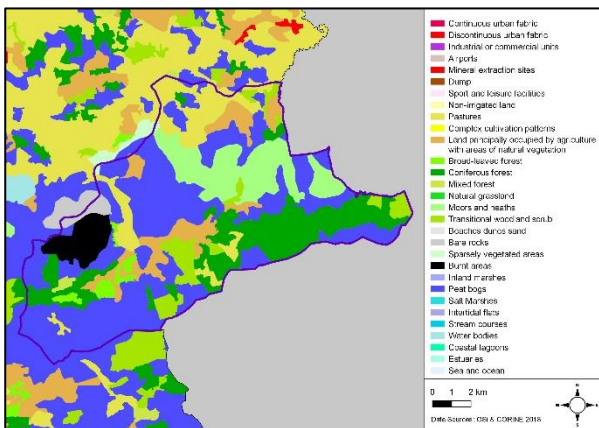 Continuous urban fabric
Discontinuous urban fabric
Industrial or commercial units
Airports
Mineral extraction sites
Dump
Sport and leisure facilities
Non-irrigated land
Pastures
Complex cultivation patterns
Land principally occupied by agriculture
with areas of natural vegetation
Broad-leaved forest
Coniferous forest
Mixed forest
Natural grassland
Moors and heaths
Transitional woodland scrub
Beaches dunes sand
Bare rocks
Sparsely vegetated areas
Burnt areas
Inland marshes
Peat bogs
Salt Marshes
Intertidal flats
Stream courses
Water bodies
Coastal lagoons
Estuaries
Sea and ocean
0 1 2 km
Data Sources: OSi & CORINE 2018